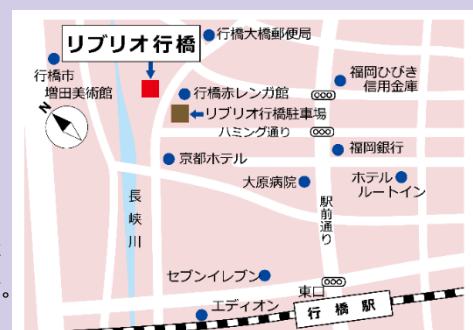 リブリオ行橋
行橋大橋郵便局
行橋市
増田美術館
福岡ひびき
信用金庫
行橋赤レンガ館
リブリオ行橋駐車場
ハミング通り
N
福岡銀行
京都ホテル
大原病院
ホテル
ルートイン
長峡川
駅前通り
セブンイレブン
東口
エディオン
行橋駅
。